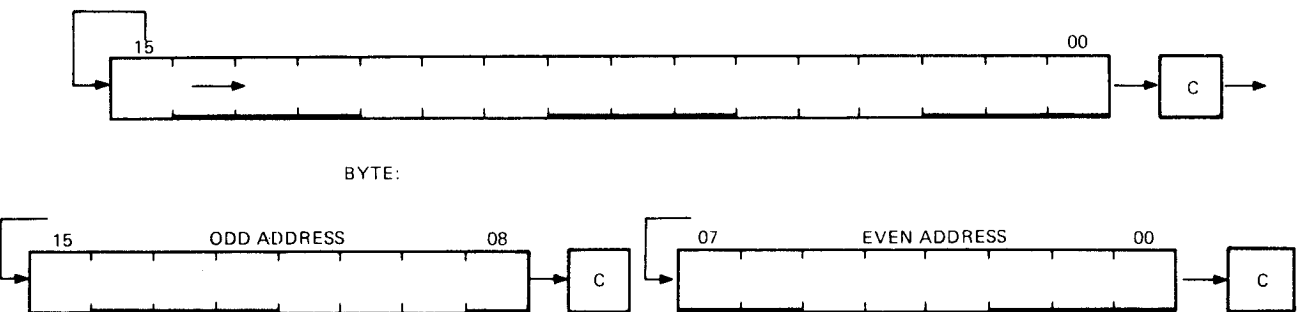 15 00
C
BYTE:
15 ODD ADDRESS 08 07 EVEN ADDRESS 00
C C